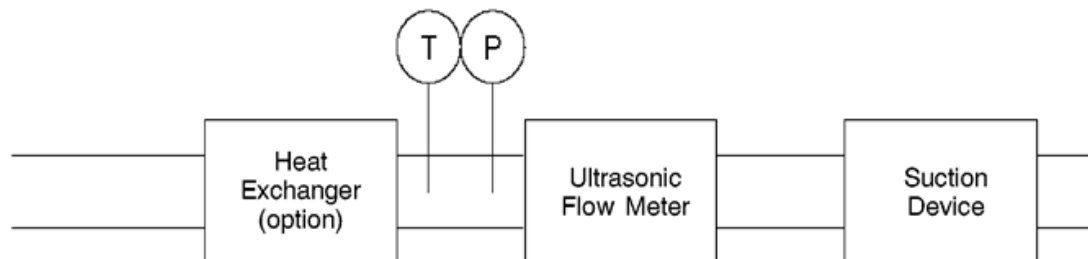 T P
Heat
Exchanger
(option)
Ultrasonic
Flow Meter
Suction
Device